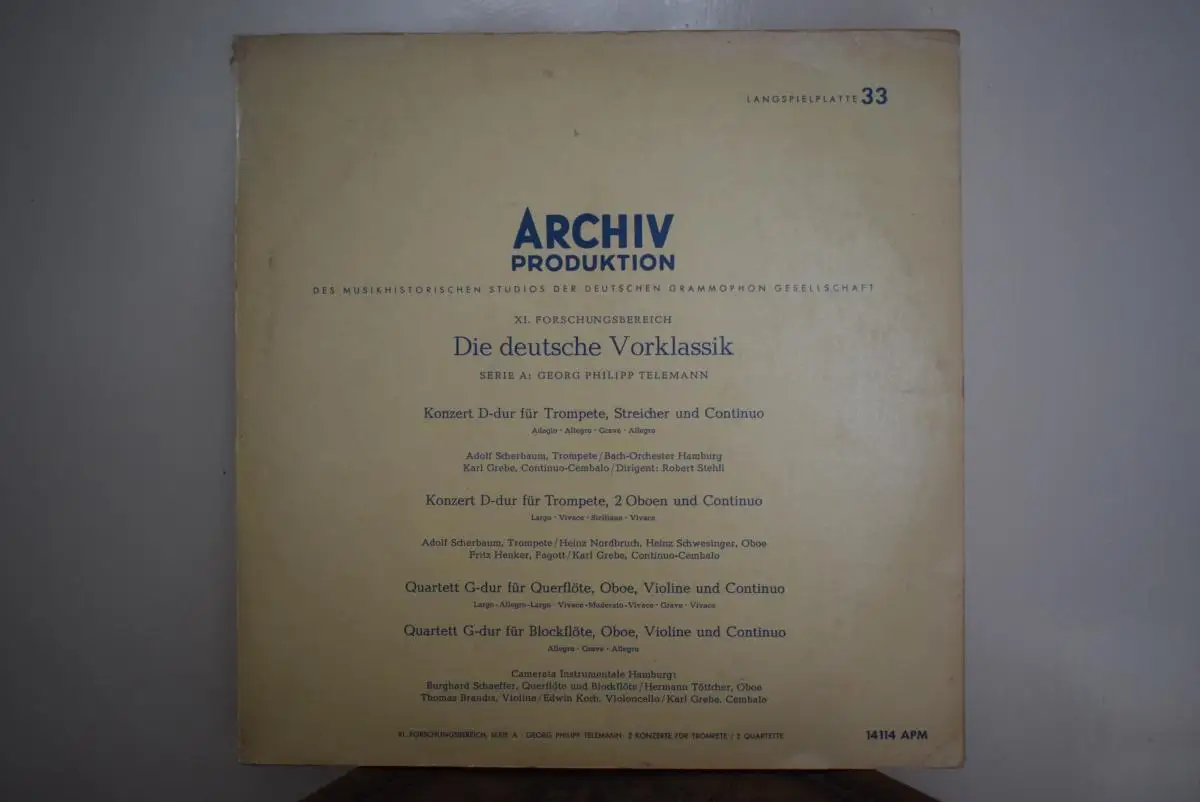 LANGSPIELPLATTE 33
ARCHIV
PRODUKTION
DES MUSIKHISTORISCHEN STUDIOS DER DEUTSCHEN GRAMMOPHON GESELLSCHAFT
XI. FORSCHUNGSBEREICH
Die deutsche Vorklassik
SERIE A: GEORG PHILIPP TELEMANN
Konzert D-dur für Trompete, Streicher und Continuo
Adagio · Allegro · Grave · Allegro
Adolf Scherbaum, Trompete / Bach-Orchester Hamburg
Karl Grebe, Continuo-Cembalo / Dirigent: Robert Stehli
Konzert D-dur für Trompete, 2 Oboen und Continuo
Largo · Vivace · Siciliano · Vivace
Adolf Scherbaum, Trompete / Heinz Nordbruch, Heinz Schwesinger, Oboe
Fritz Henker, Fagott / Karl Grebe, Continuo-Cembalo
Quartett G-dur für Querflöte, Oboe, Violine und Continuo
Largo-Allegro-Largo · Vivace-Moderato-Vivace · Grave · Vivace
Quartett G-dur für Blockflöte, Oboe, Violine und Continuo
Allegro · Grave · Allegro
Camerata Instrumentale Hamburg:
Burghard Schaeffer, Querflöte und Blockflöte / Hermann Töttcher, Oboe
Thomas Brandis, Violine / Edwin Koch, Violoncello / Karl Grebe, Cembalo
XI. FORSCHUNGSBEREICH, SERIE A · GEORG PHILIPP TELEMANN: 2 KONZERTE FÜR TROMPETE / 2 QUARTETTE
14114 APM